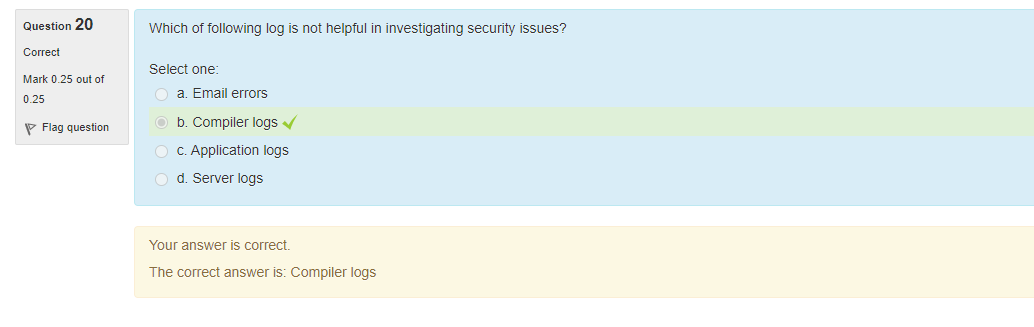 Question 20
Correct
Mark 0.25 out of
0.25
Flag question
Which of following log is not helpful in investigating security issues?
Select one:
a. Email errors
b. Compiler logs
c. Application logs
d. Server logs
Your answer is correct.
The correct answer is: Compiler logs